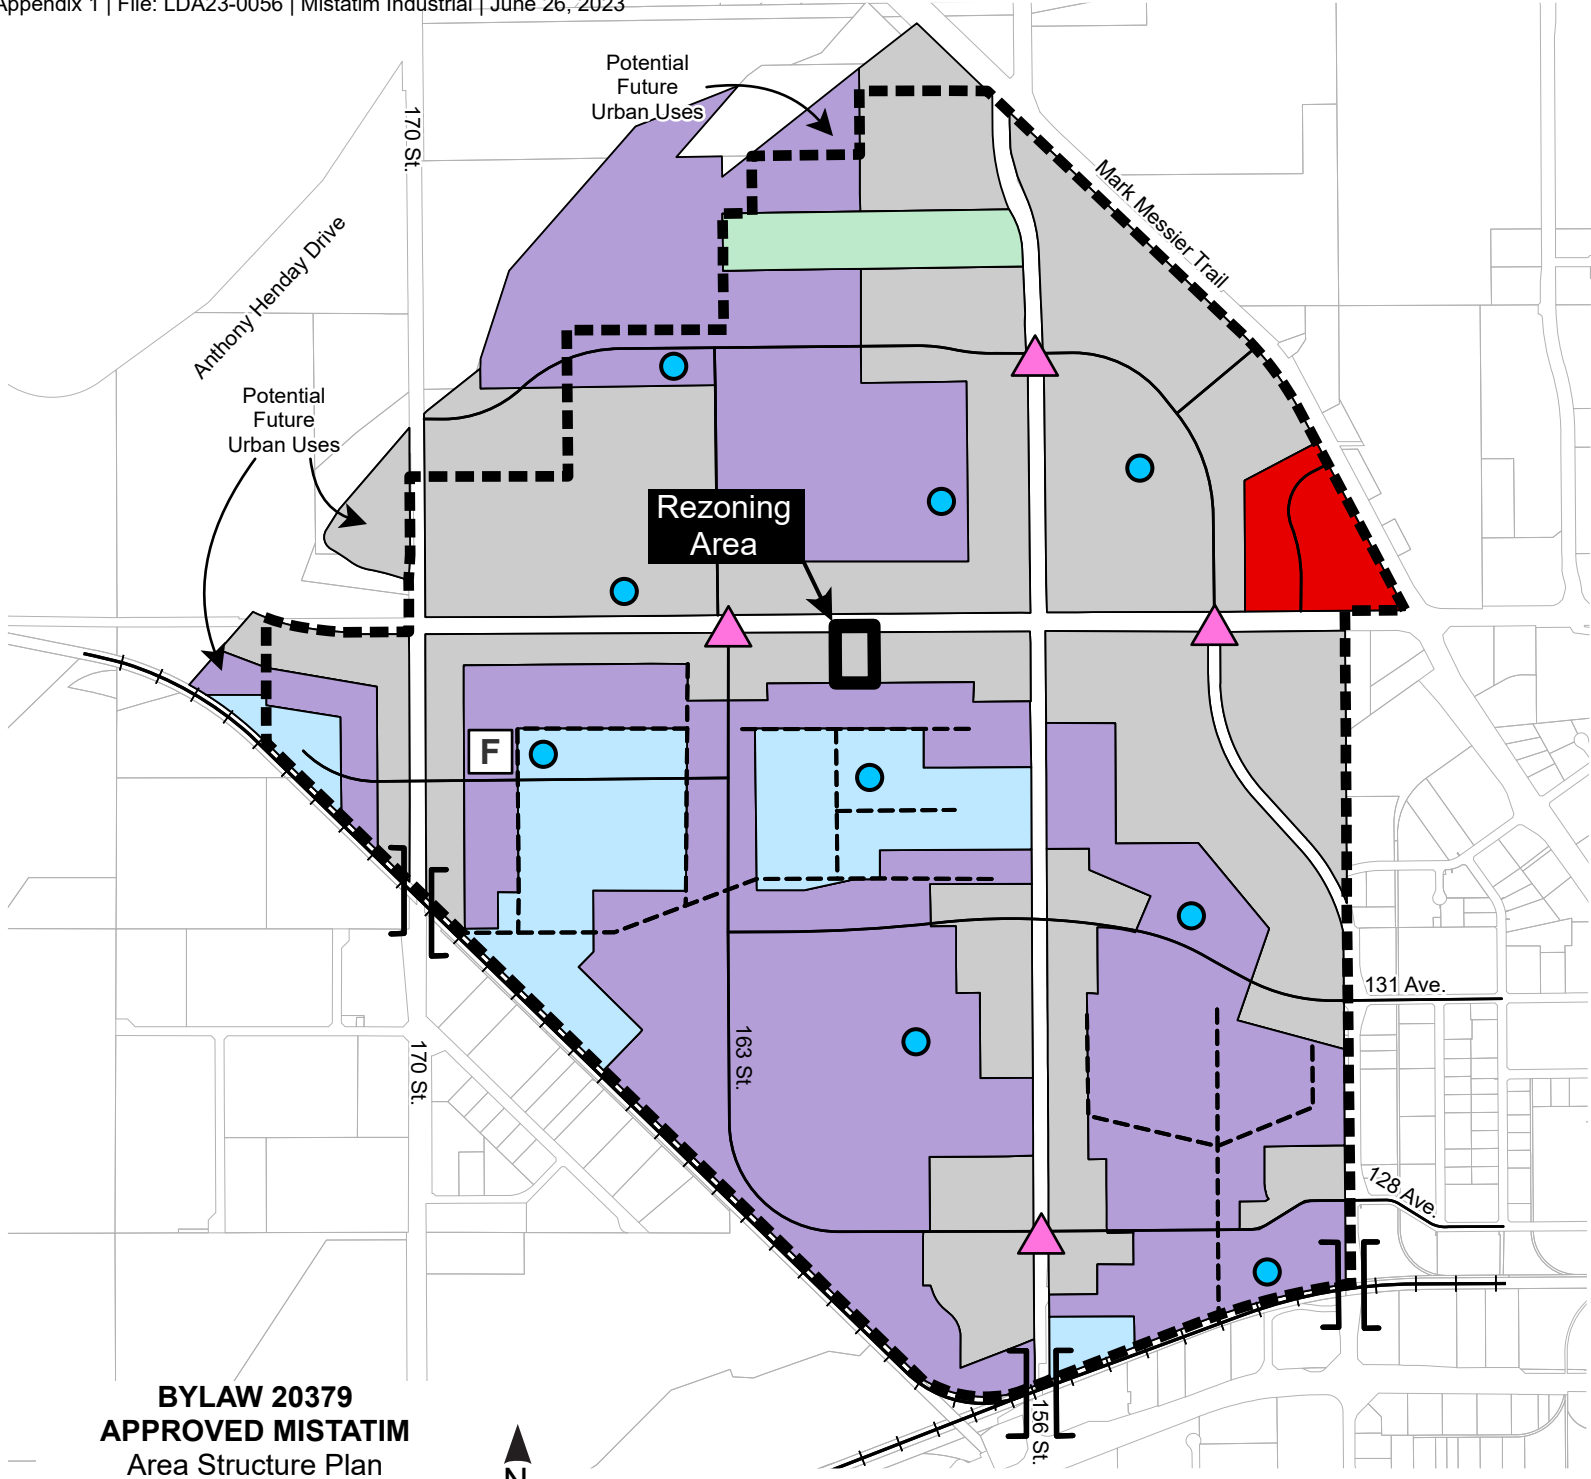 Appendix 1 | File: LDA23-0056 | Mistatim Industrial | June 26, 2023
Potential
Future
Urban Uses
170 St.
Mark Messier Trail
Anthony Henday Drive
Potential
Future
Urban Uses
Rezoning
Area
F
131 Ave.
163 St.
170 St.
128 Ave.
156 St.
BYLAW 20379
APPROVED MISTATIM
Area Structure Plan
N